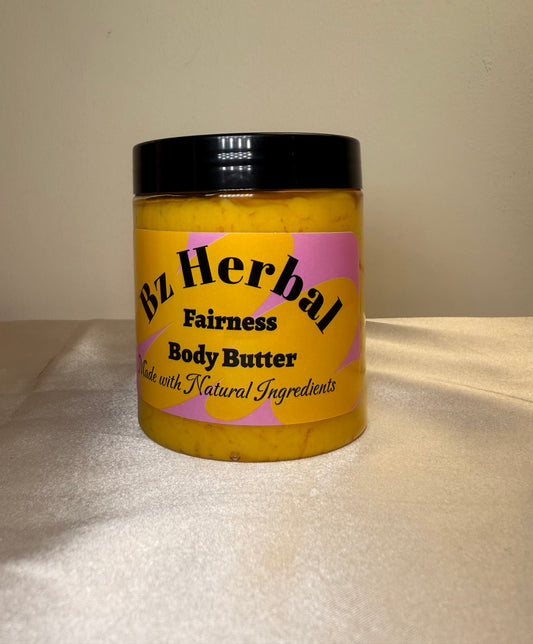 Bz Herbal
Fairness
Body Butter
Made with Natural Ingredients